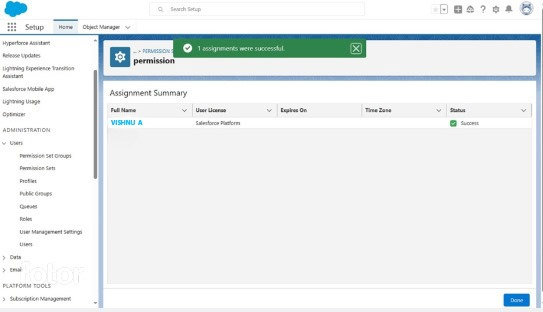 Search Setup
Setup
Home
Object Manager
Hyperforce Assistant
Release Updates
Lightning Experience Transition
Assistant
Salesforce Mobile App
Lightning Usage
Optimizer
ADMINISTRATION
Users
Permission Set Groups
Permission Sets
Profiles
Public Groups
Queues
Roles
User Management Settings
Users
Data
Email
PLATFORM TOOLS
Subscription Management
... > PERMISSION S
1 assignments were successful.
permission
Assignment Summary
Full Name User License Expires On Time Zone Status
VISHNU A Salesforce Platform Success
Done